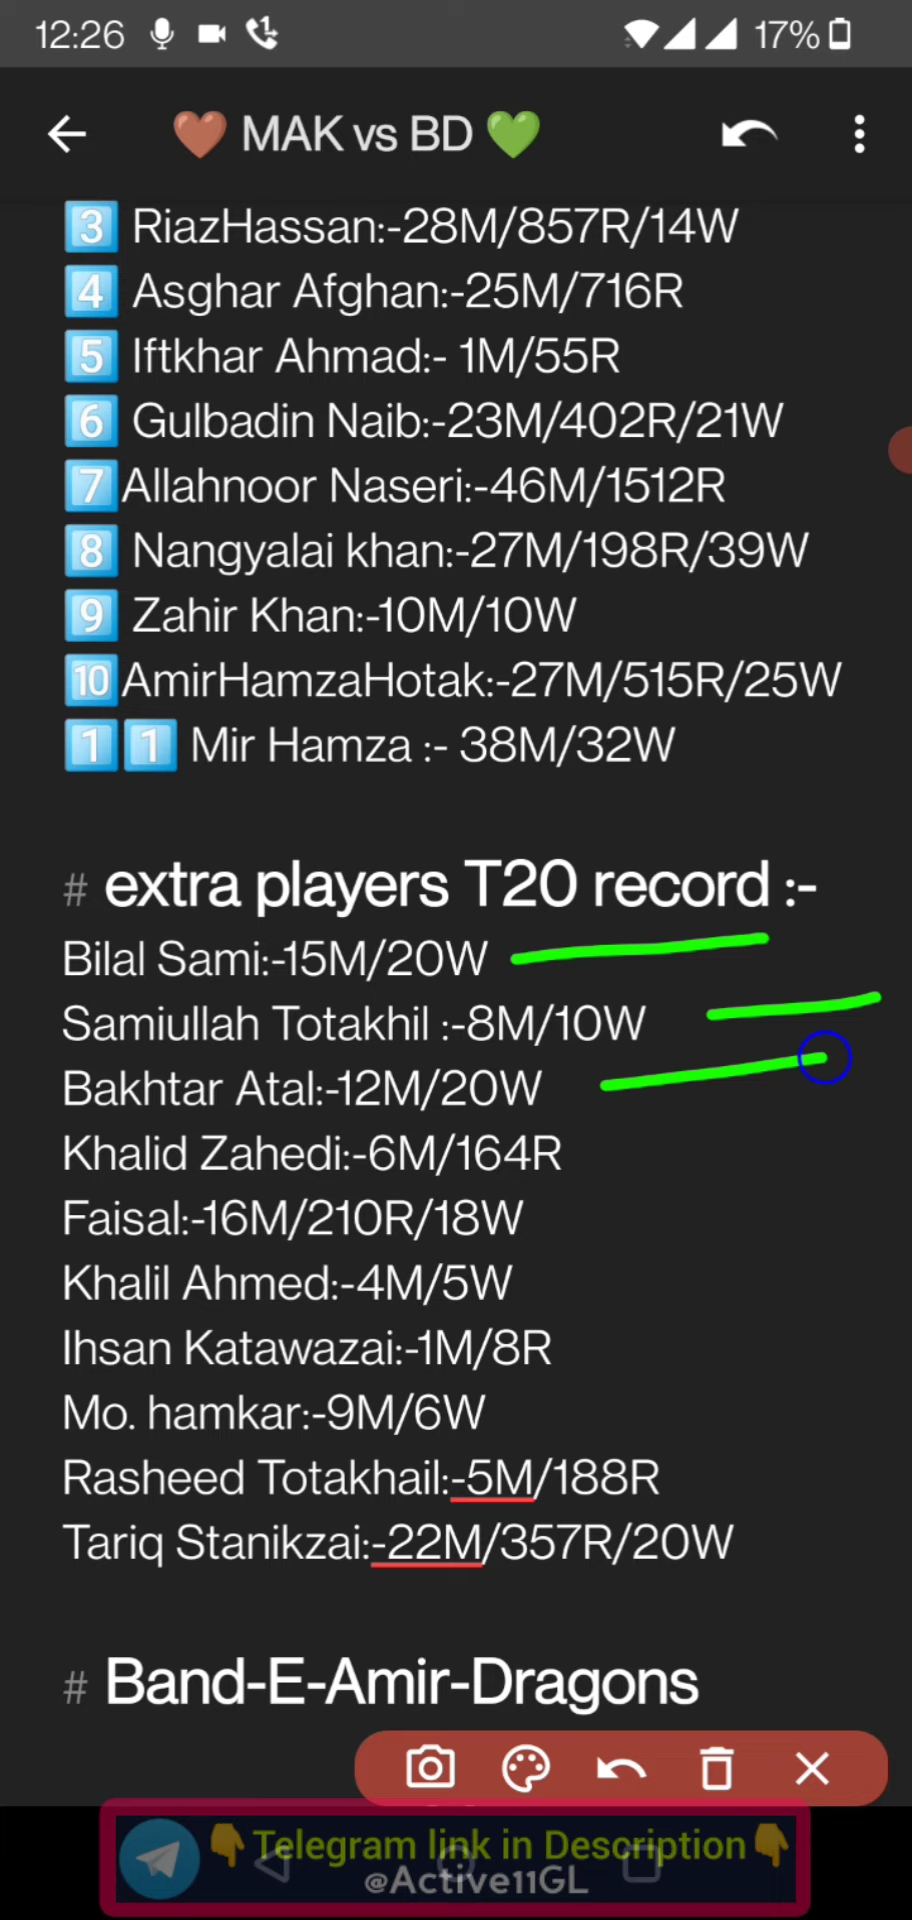 12:26 17%
❤️ MAK vs BD 💚
3️⃣ RiazHassan:-28M/857R/14W
4️⃣ Asghar Afghan:-25M/716R
5️⃣ Iftkhar Ahmad:- 1M/55R
6️⃣ Gulbadin Naib:-23M/402R/21W
7️⃣Allahnoor Naseri:-46M/1512R
8️⃣ Nangyalai khan:-27M/198R/39W
9️⃣ Zahir Khan:-10M/10W
🔟AmirHamzaHotak:-27M/515R/25W
1️⃣1️⃣ Mir Hamza :- 38M/32W
# extra players T20 record :-
Bilal Sami:-15M/20W
Samiullah Totakhil :-8M/10W
Bakhtar Atal:-12M/20W
Khalid Zahedi:-6M/164R
Faisal:-16M/210R/18W
Khalil Ahmed:-4M/5W
Ihsan Katawazai:-1M/8R
Mo. hamkar:-9M/6W
Rasheed Totakhail:-5M/188R
Tariq Stanikzai:-22M/357R/20W
# Band-E-Amir-Dragons
👇Telegram link in Description👇
@Active11GL